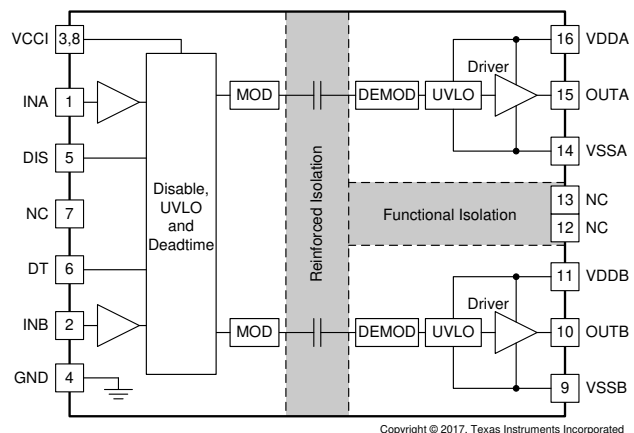 VCCI 3,8
16 VDDA
Driver
INA 1
MOD
DEMOD
UVLO
15 OUTA
DIS 5
14 VSSA
Disable,
UVLO
and
Deadtime
Reinforced Isolation
NC 7
13 NC
Functional Isolation
12 NC
DT 6
11 VDDB
Driver
INB 2
MOD
DEMOD
UVLO
10 OUTB
GND 4
9 VSSB
Copyright © 2017, Texas Instruments Incorporated